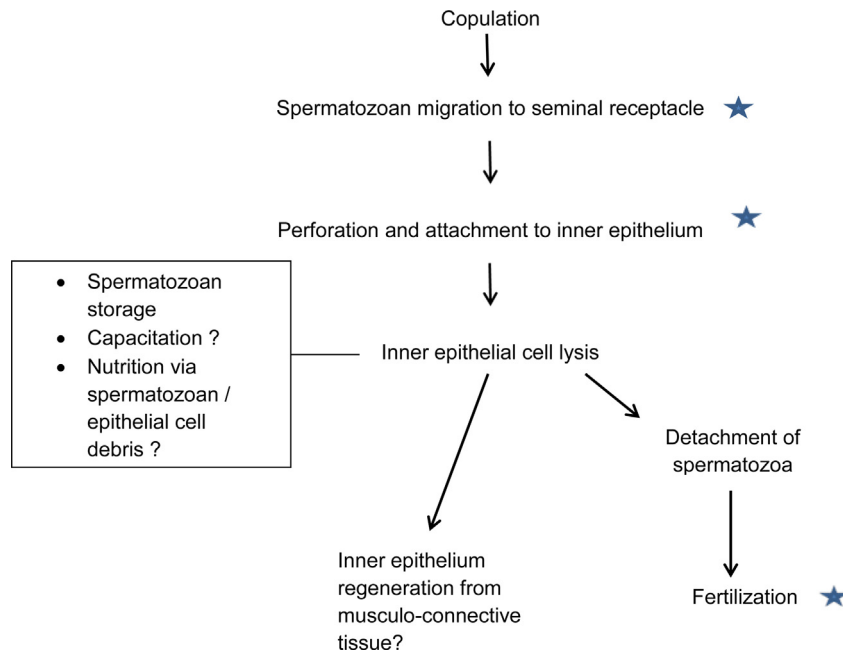 Copulation
Spermatozoan migration to seminal receptacle
Perforation and attachment to inner epithelium
• Spermatozoan
storage
• Capacitation ?
• Nutrition via
spermatozoan /
epithelial cell
debris ?
Inner epithelial cell lysis
Detachment of
spermatozoa
Inner epithelium
regeneration from
musculo-connective
tissue?
Fertilization